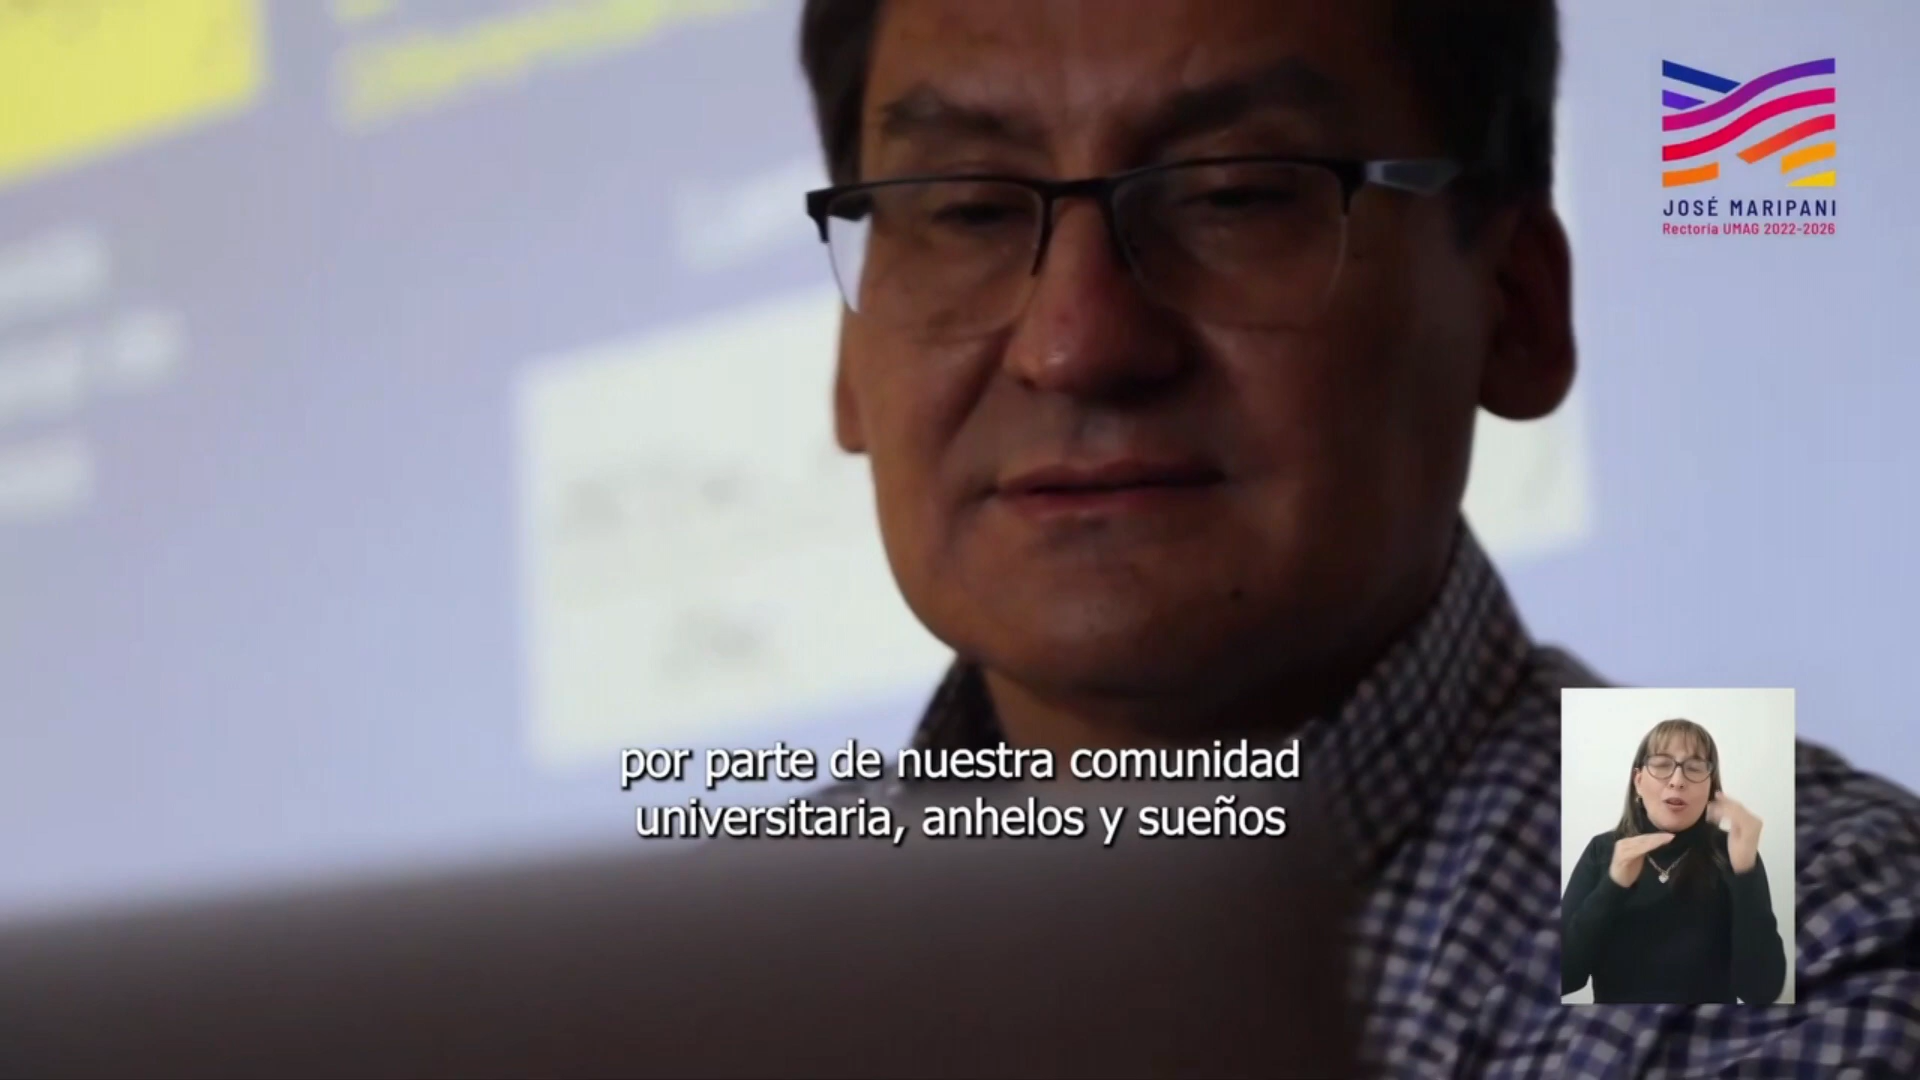 JOSÉ MARIPANI
Rectoría UMAG 2022-2026
por parte de nuestra comunidad
universitaria, anhelos y sueños